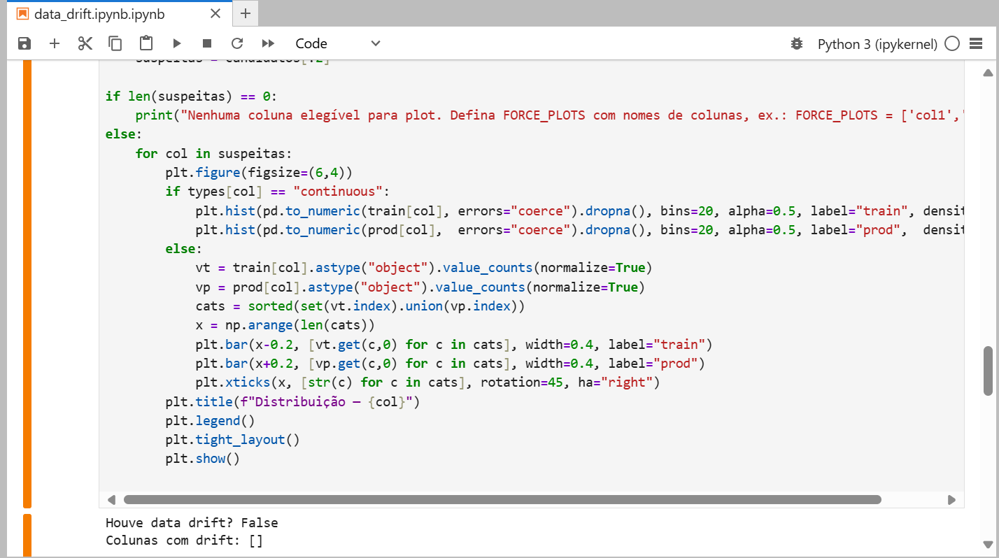 data_drift.ipynb.ipynb
Code
Python 3 (ipykernel)
if len(suspeitas) == 0:
    print("Nenhuma coluna elegível para plot. Defina FORCE_PLOTS com nomes de colunas, ex.: FORCE_PLOTS = ['col1','
else:
    for col in suspeitas:
        plt.figure(figsize=(6,4))
        if types[col] == "continuous":
            plt.hist(pd.to_numeric(train[col], errors="coerce").dropna(), bins=20, alpha=0.5, label="train", densit
            plt.hist(pd.to_numeric(prod[col],  errors="coerce").dropna(), bins=20, alpha=0.5, label="prod",  densit
        else:
            vt = train[col].astype("object").value_counts(normalize=True)
            vp = prod[col].astype("object").value_counts(normalize=True)
            cats = sorted(set(vt.index).union(vp.index))
            x = np.arange(len(cats))
            plt.bar(x-0.2, [vt.get(c,0) for c in cats], width=0.4, label="train")
            plt.bar(x+0.2, [vp.get(c,0) for c in cats], width=0.4, label="prod")
            plt.xticks(x, [str(c) for c in cats], rotation=45, ha="right")
        plt.title(f"Distribuição — {col}")
        plt.legend()
        plt.tight_layout()
        plt.show()
Houve data drift? False
Colunas com drift: []